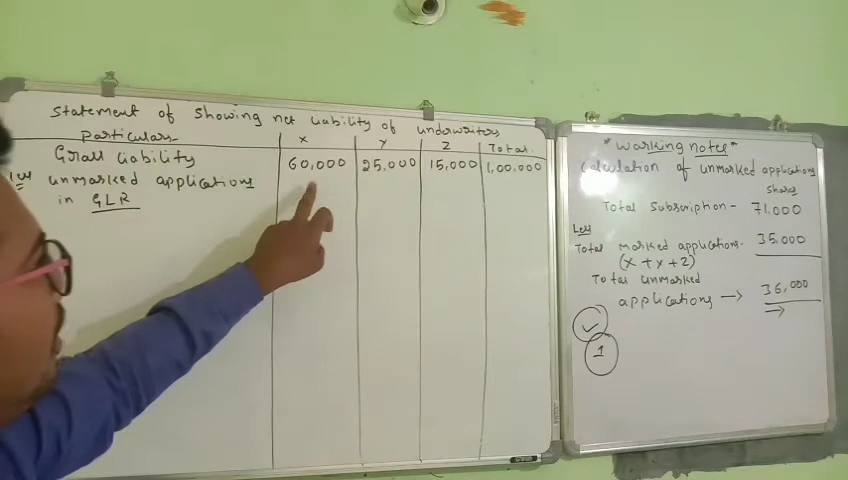 Statement of Showing net liability of underwriters
Particulars X Y Z Total
Gross liability 60,000 25,000 15,000 1,00,000
Less unmarked applications
in GLR
*Working notes*
Calculation of unmarked applications
Shares
Total Subscription - 71,000
Less
Total marked applications - 35,000
(X+Y+Z)
Total unmarked
applications → 36,000
1